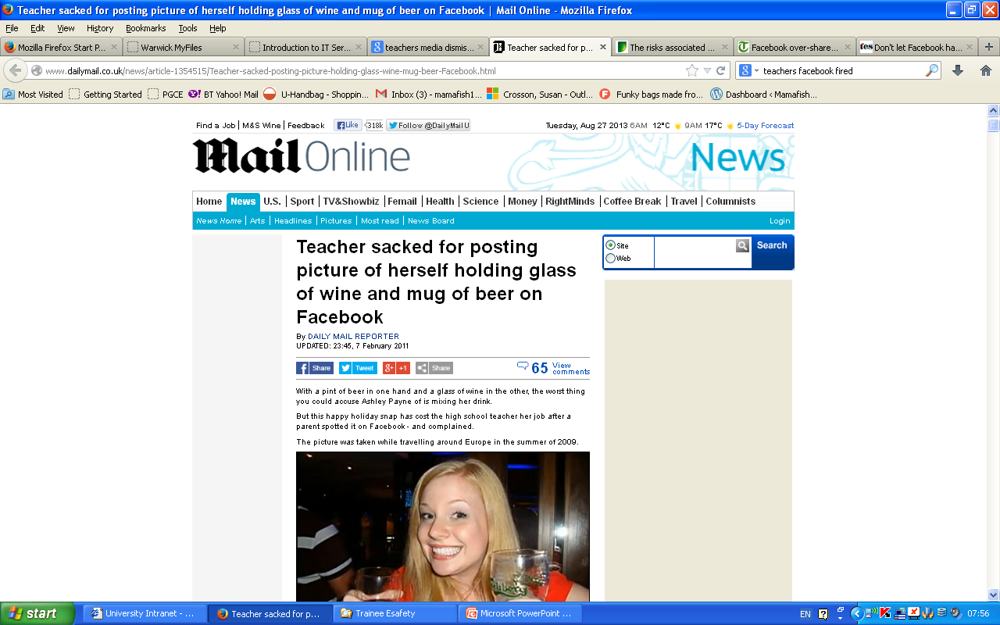 Teacher sacked for posting picture of herself holding glass of wine and mug of beer on Facebook | Mail Online - Mozilla Firefox
File Edit View History Bookmarks Tools Help
Mozilla Firefox Start P...
Warwick MyFiles
Introduction to IT Ser...
teachers media dismis...
Teacher sacked for p...
The risks associated ...
Facebook over-share...
Don't let Facebook ha...
www.dailymail.co.uk/news/article-1354515/Teacher-sacked-posting-picture-holding-glass-wine-mug-beer-Facebook.html
teachers facebook fired
Most Visited Getting Started PGCE BT Yahoo! Mail U-Handbag - Shoppin... Inbox (3) - mamafish1... Crosson, Susan - Outl... Funky bags made fro... Dashboard ‹ Mamafish...
Find a Job | M&S Wine | Feedback Like 318k Follow @DailyMailU
Tuesday, Aug 27 2013 6AM 12°C 9AM 17°C 5-Day Forecast
Mail Online
News
Home News U.S. Sport TV&Showbiz Femail Health Science Money RightMinds Coffee Break Travel Columnists
News Home Arts Headlines Pictures Most read News Board Login
Teacher sacked for posting
picture of herself holding glass
of wine and mug of beer on
Facebook
By DAILY MAIL REPORTER
UPDATED: 23:45, 7 February 2011
Share Tweet +1 Share
65 View
comments
With a pint of beer in one hand and a glass of wine in the other, the worst thing
you could accuse Ashley Payne of is mixing her drink.
But this happy holiday snap has cost the high school teacher her job after a
parent spotted it on Facebook - and complained.
The picture was taken while travelling around Europe in the summer of 2009.
Site
Web
Search
start
University Intranet - ...
Teacher sacked for p...
Trainee Esafety
Microsoft PowerPoint ...
EN
07:56